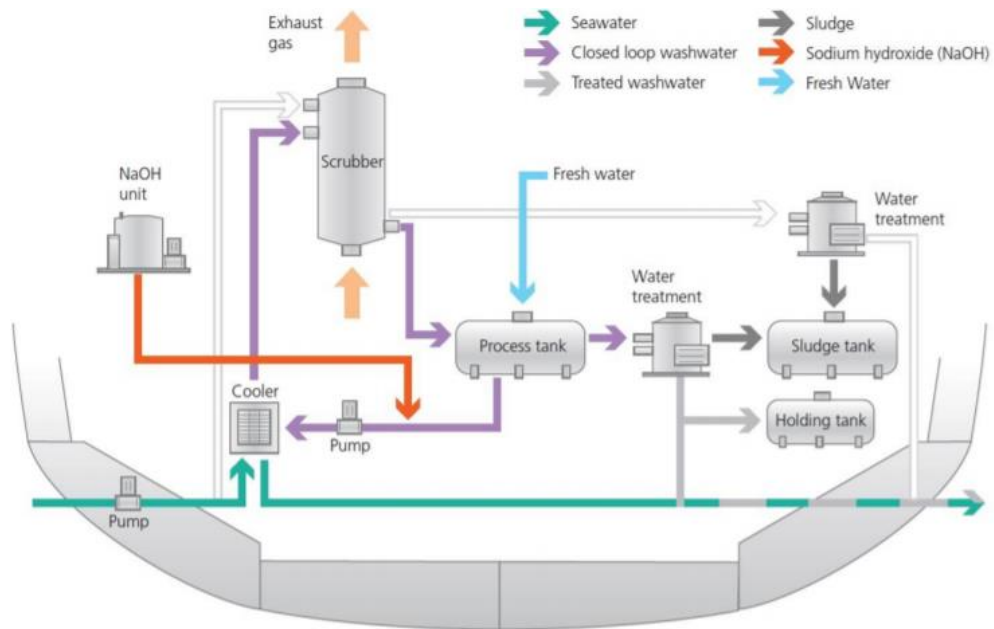 Exhaust
gas
Seawater
Closed loop washwater
Treated washwater
Sludge
Sodium hydroxide (NaOH)
Fresh Water
Scrubber
NaOH
unit
Fresh water
Water
treatment
Water
treatment
Process tank
Sludge tank
Cooler
Holding tank
Pump
Pump